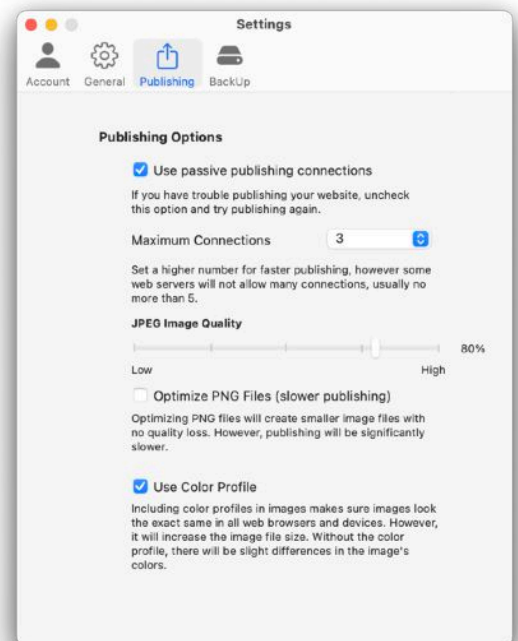 Settings
Account General Publishing BackUp
Publishing Options
Use passive publishing connections
If you have trouble publishing your website, uncheck
this option and try publishing again.
Maximum Connections 3
Set a higher number for faster publishing, however some
web servers will not allow many connections, usually no
more than 5.
JPEG Image Quality
80%
Low High
Optimize PNG Files (slower publishing)
Optimizing PNG files will create smaller image files with
no quality loss. However, publishing will be significantly
slower.
Use Color Profile
Including color profiles in images makes sure images look
the exact same in all web browsers and devices. However,
it will increase the image file size. Without the color
profile, there will be slight differences in the image's
colors.